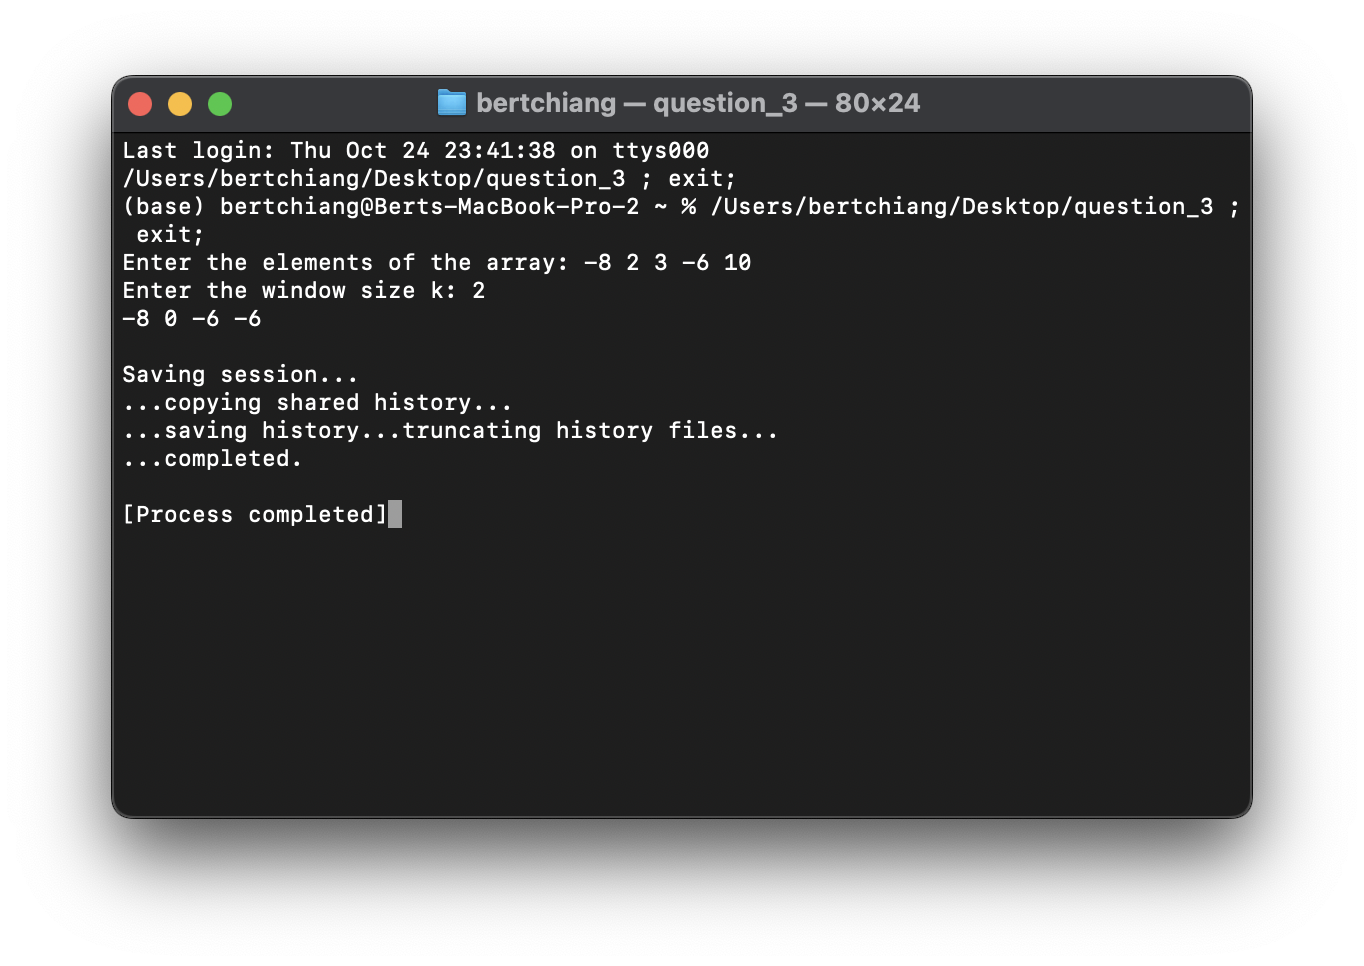 bertchiang — question_3 — 80×24
Last login: Thu Oct 24 23:41:38 on ttys000
/Users/bertchiang/Desktop/question_3 ; exit;
(base) bertchiang@Berts-MacBook-Pro-2 ~ % /Users/bertchiang/Desktop/question_3 ;
 exit;
Enter the elements of the array: -8 2 3 -6 10
Enter the window size k: 2
-8 0 -6 -6
Saving session...
...copying shared history...
...saving history...truncating history files...
...completed.
[Process completed]